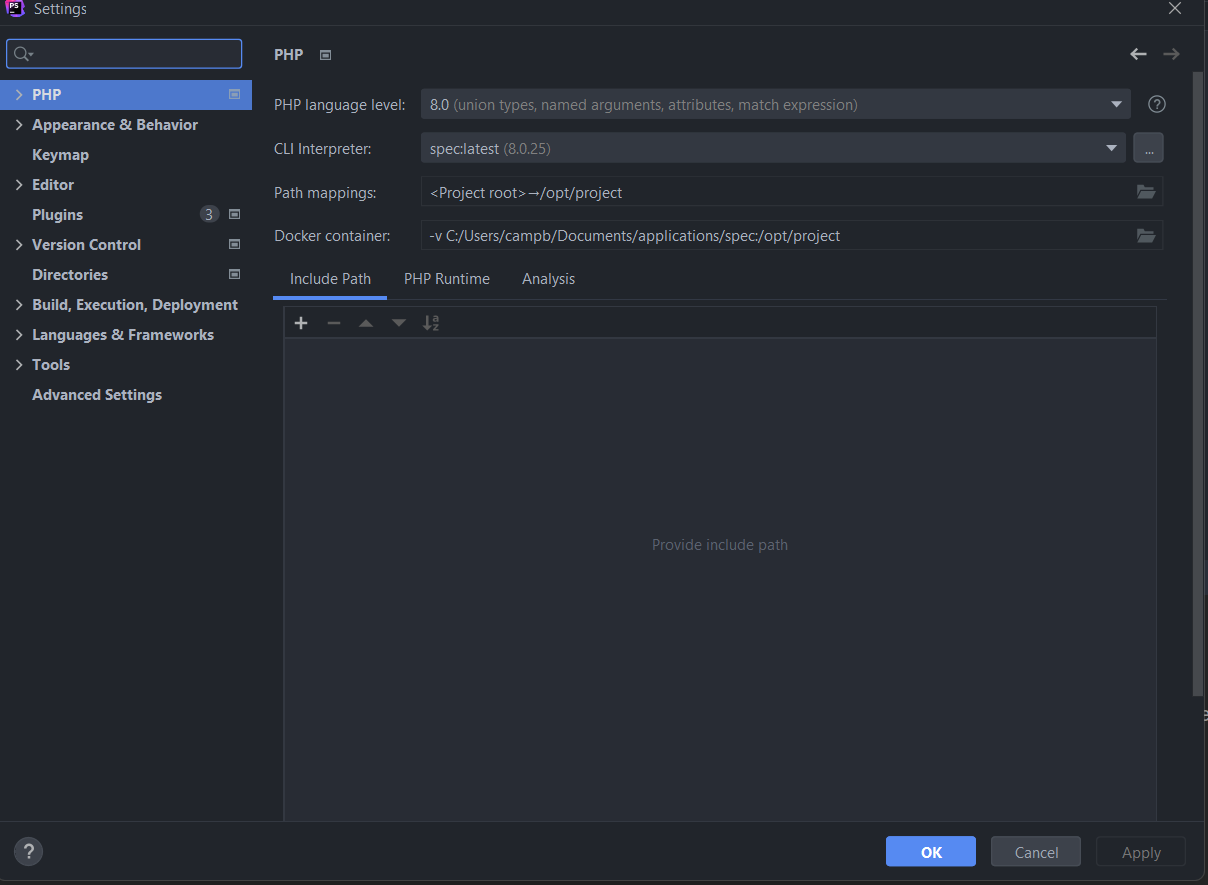 PS Settings
PHP
PHP
Appearance & Behavior
Keymap
Editor
Plugins 3
Version Control
Directories
Build, Execution, Deployment
Languages & Frameworks
Tools
Advanced Settings
PHP language level: 8.0 (union types, named arguments, attributes, match expression) ?
CLI Interpreter: spec:latest (8.0.25) ...
Path mappings: <Project root>→/opt/project
Docker container: -v C:/Users/campb/Documents/applications/spec:/opt/project
Include Path PHP Runtime Analysis
a
z
Provide include path
? OK Cancel Apply